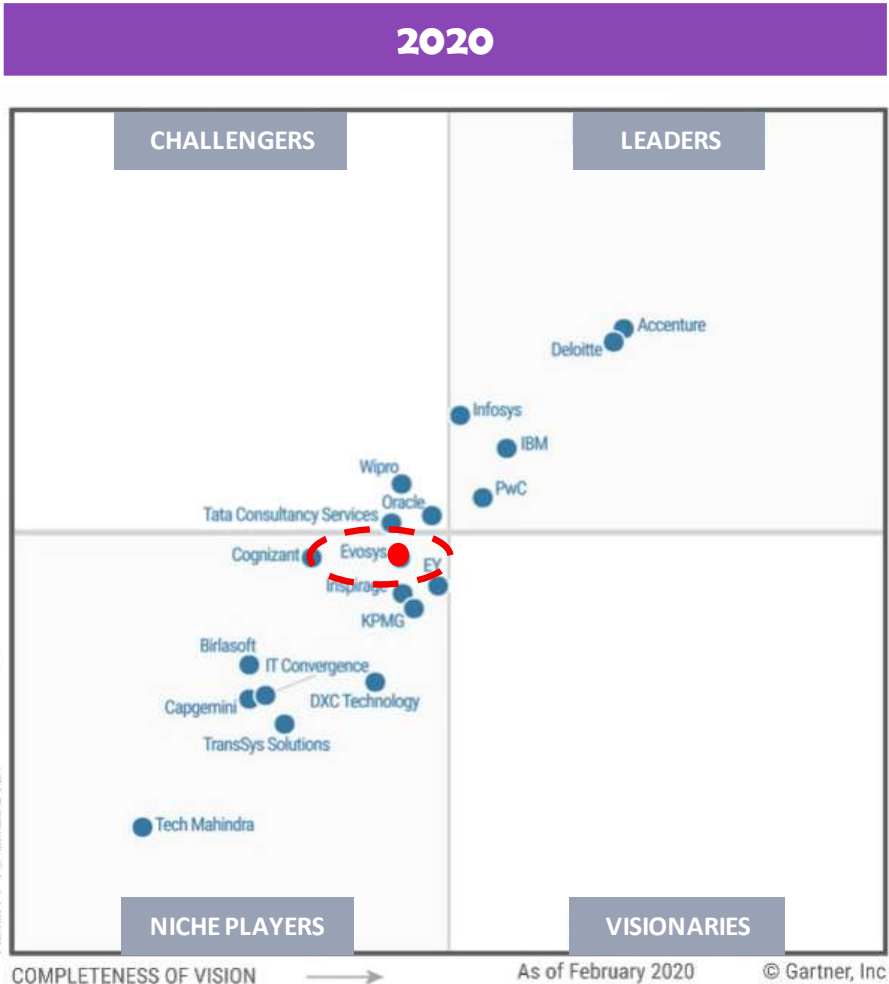 2020
CHALLENGERS
LEADERS
Accenture
Deloitte
Infosys
IBM
Wipro
PwC
Oracle
Tata Consultancy Services
Cognizant
Evosys
EY
Inspirage
KPMG
Birlasoft
IT Convergence
DXC Technology
Capgemini
TransSys Solutions
Tech Mahindra
NICHE PLAYERS
VISIONARIES
COMPLETENESS OF VISION
As of February 2020
© Gartner, Inc